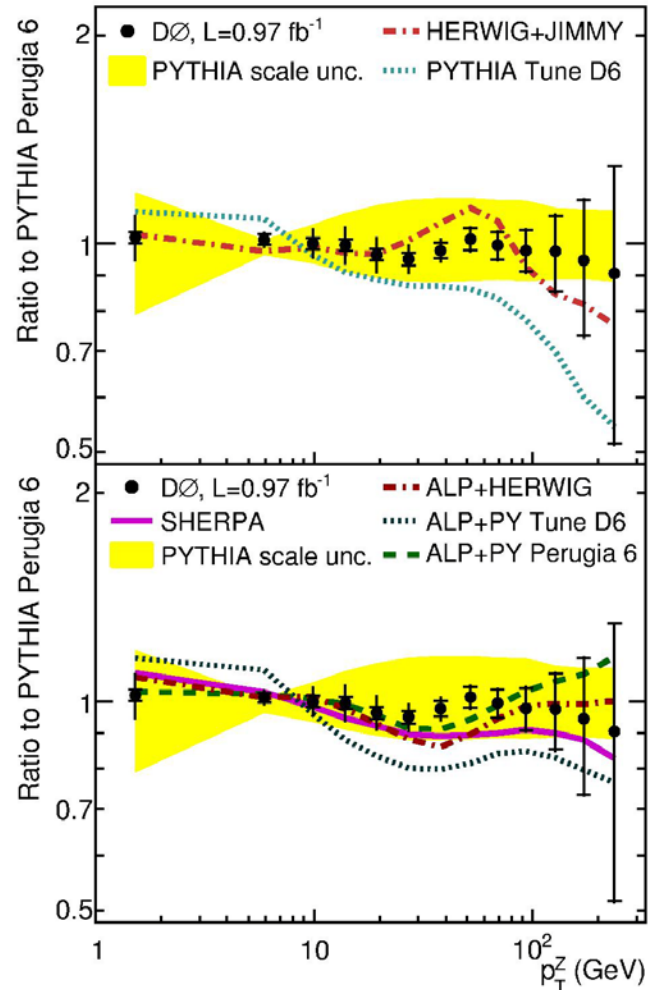 Ratio to PYTHIA Perugia 6
2
1
0.7
0.5
DØ, L=0.97 fb⁻¹
HERWIG+JIMMY
PYTHIA scale unc.
PYTHIA Tune D6
Ratio to PYTHIA Perugia 6
2
1
0.7
0.5
DØ, L=0.97 fb⁻¹
ALP+HERWIG
SHERPA
ALP+PY Tune D6
PYTHIA scale unc.
ALP+PY Perugia 6
1
10
10²
p_T^Z (GeV)